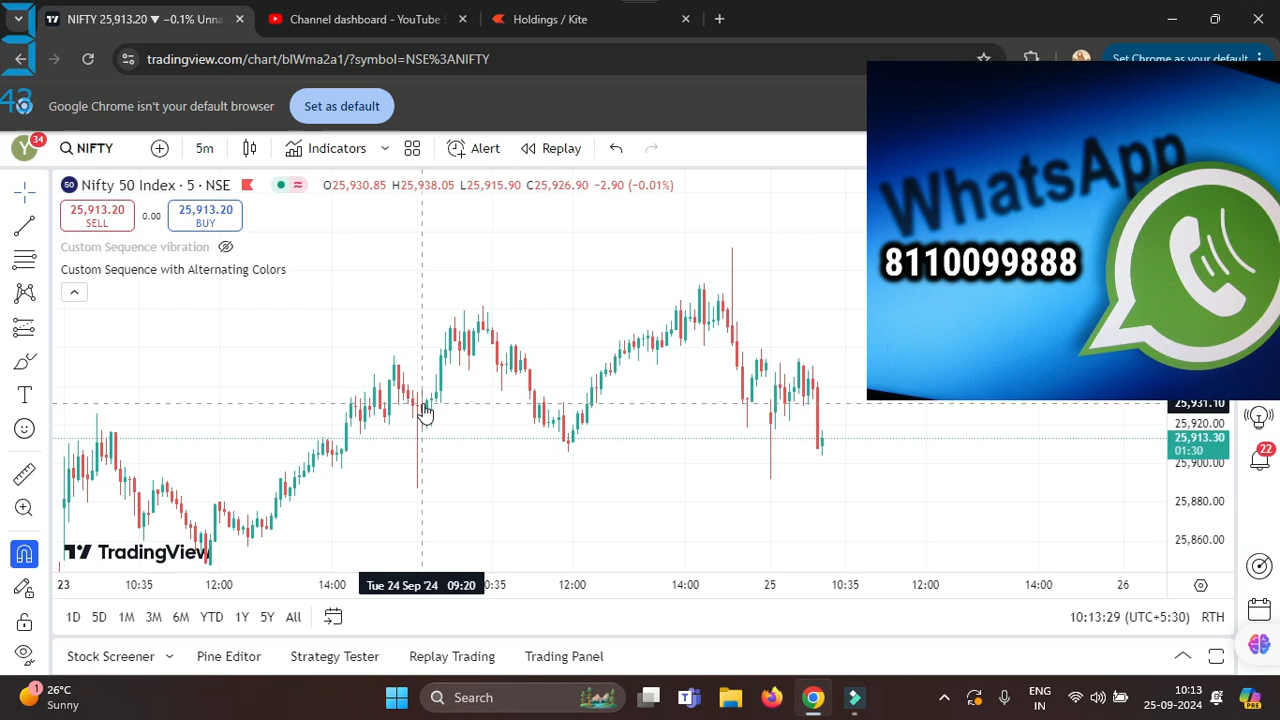 NIFTY 25,913.20 ▼ −0.1% Unna
Channel dashboard - YouTube S
Holdings / Kite
tradingview.com/chart/blWma2a1/?symbol=NSE%3ANIFTY
Set Chrome as your default
43
Google Chrome isn't your default browser
Set as default
Y
34
NIFTY
5m
Indicators
Alert
Replay
50
Nifty 50 Index · 5 · NSE
O25,930.85 H25,938.05 L25,915.90 C25,926.90 −2.90 (−0.01%)
25,913.20
SELL
0.00
25,913.20
BUY
Custom Sequence vibration
Custom Sequence with Alternating Colors
WhatsApp
8110099888
25,931.10
25,920.00
25,913.30
01:30
25,900.00
25,880.00
25,860.00
22
TradingView
23 10:35 12:00 14:00 Tue 24 Sep '24 09:20 0:35 12:00 14:00 25 10:35 12:00 14:00 26
1D 5D 1M 3M 6M YTD 1Y 5Y All
10:13:29 (UTC+5:30) RTH
Stock Screener Pine Editor Strategy Tester Replay Trading Trading Panel
1
26°C
Sunny
Search
ENG
IN
10:13
25-09-2024
PRE